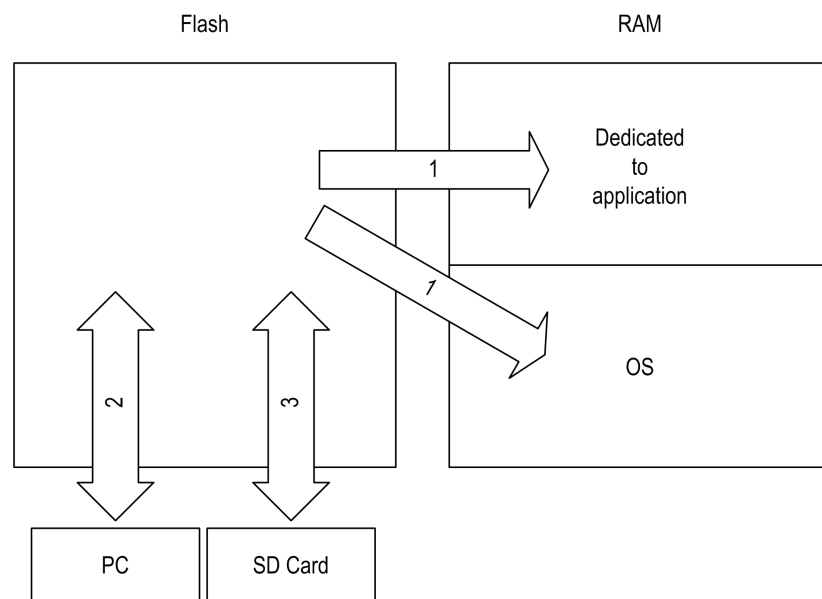 Flash
RAM
Dedicated
to
application
1
1
OS
2
3
PC
SD Card